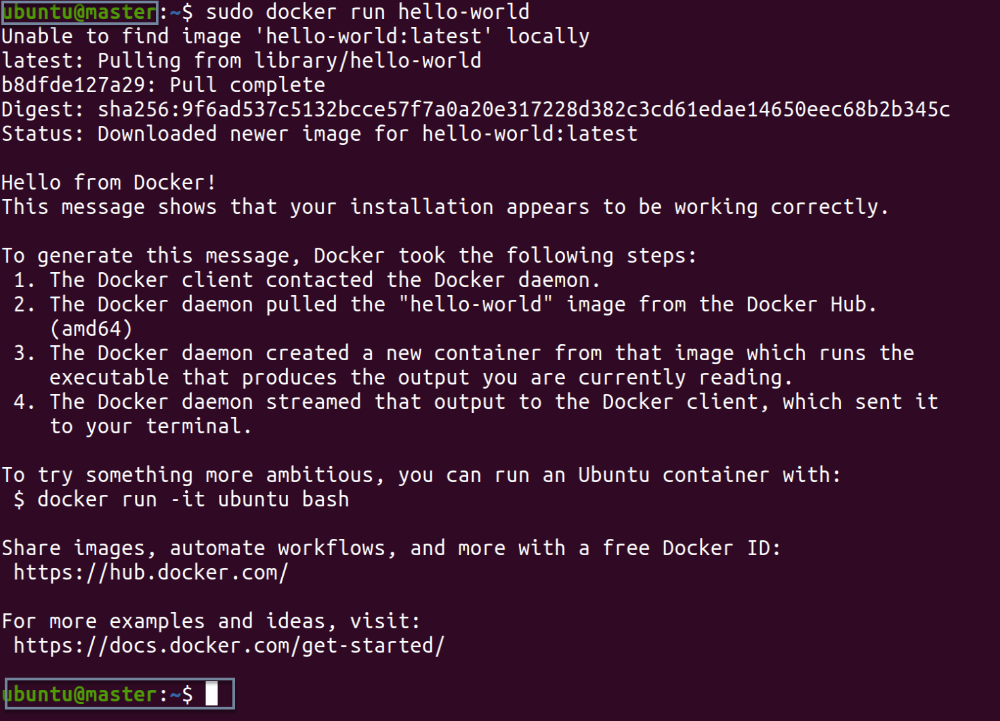 ubuntu@master:~$ sudo docker run hello-world
Unable to find image 'hello-world:latest' locally
latest: Pulling from library/hello-world
b8dfde127a29: Pull complete
Digest: sha256:9f6ad537c5132bcce57f7a0a20e317228d382c3cd61edae14650eec68b2b345c
Status: Downloaded newer image for hello-world:latest

Hello from Docker!
This message shows that your installation appears to be working correctly.

To generate this message, Docker took the following steps:
 1. The Docker client contacted the Docker daemon.
 2. The Docker daemon pulled the "hello-world" image from the Docker Hub.
    (amd64)
 3. The Docker daemon created a new container from that image which runs the
    executable that produces the output you are currently reading.
 4. The Docker daemon streamed that output to the Docker client, which sent it
    to your terminal.

To try something more ambitious, you can run an Ubuntu container with:
 $ docker run -it ubuntu bash

Share images, automate workflows, and more with a free Docker ID:
 https://hub.docker.com/

For more examples and ideas, visit:
 https://docs.docker.com/get-started/

ubuntu@master:~$